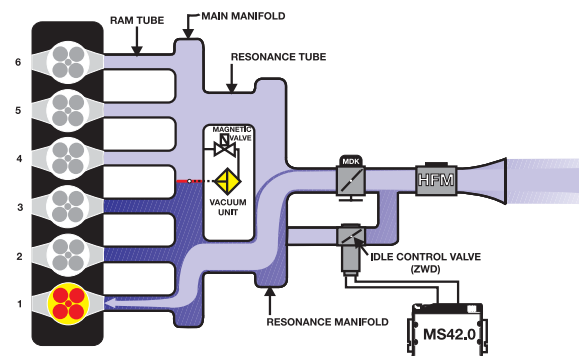 MAIN MANIFOLD
RAM TUBE
RESONANCE TUBE
6
5
4
3
2
1
MAGNETIC
VALVE
VACUUM
UNIT
MDK
HFM
IDLE CONTROL VALVE
(ZWD)
RESONANCE MANIFOLD
MS42.0